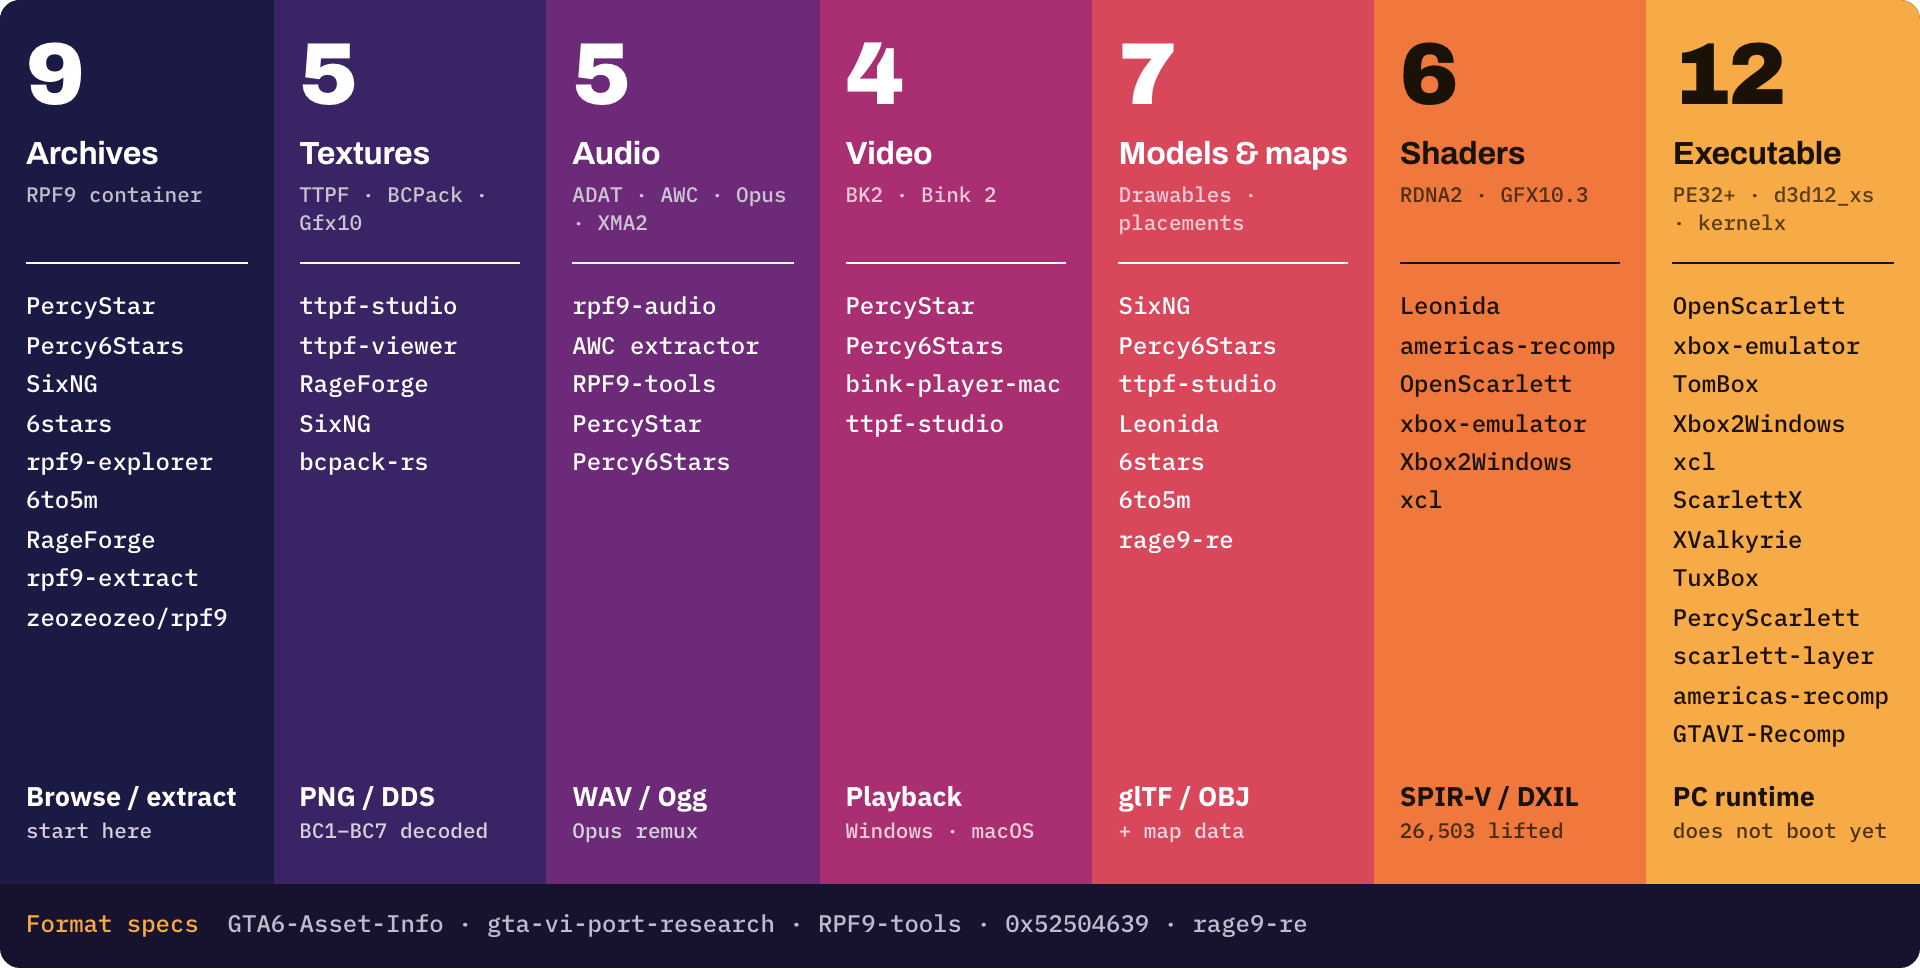 9
Archives
RPF9 container
PercyStar
Percy6Stars
SixNG
6stars
rpf9-explorer
6to5m
RageForge
rpf9-extract
zeozeozeo/rpf9
Browse / extract
start here
5
Textures
TTPF · BCPack ·
Gfx10
ttpf-studio
ttpf-viewer
RageForge
SixNG
bcpack-rs
PNG / DDS
BC1–BC7 decoded
5
Audio
ADAT · AWC · Opus
· XMA2
rpf9-audio
AWC extractor
RPF9-tools
PercyStar
Percy6Stars
WAV / Ogg
Opus remux
4
Video
BK2 · Bink 2
PercyStar
Percy6Stars
bink-player-mac
ttpf-studio
Playback
Windows · macOS
7
Models & maps
Drawables ·
placements
SixNG
Percy6Stars
ttpf-studio
Leonida
6stars
6to5m
rage9-re
glTF / OBJ
+ map data
6
Shaders
RDNA2 · GFX10.3
Leonida
americas-recomp
OpenScarlett
xbox-emulator
Xbox2Windows
xcl
SPIR-V / DXIL
26,503 lifted
12
Executable
PE32+ · d3d12_xs
· kernelx
OpenScarlett
xbox-emulator
TomBox
Xbox2Windows
xcl
ScarlettX
XValkyrie
TuxBox
PercyScarlett
scarlett-layer
americas-recomp
GTAVI-Recomp
PC runtime
does not boot yet
Format specs GTA6-Asset-Info · gta-vi-port-research · RPF9-tools · 0x52504639 · rage9-re